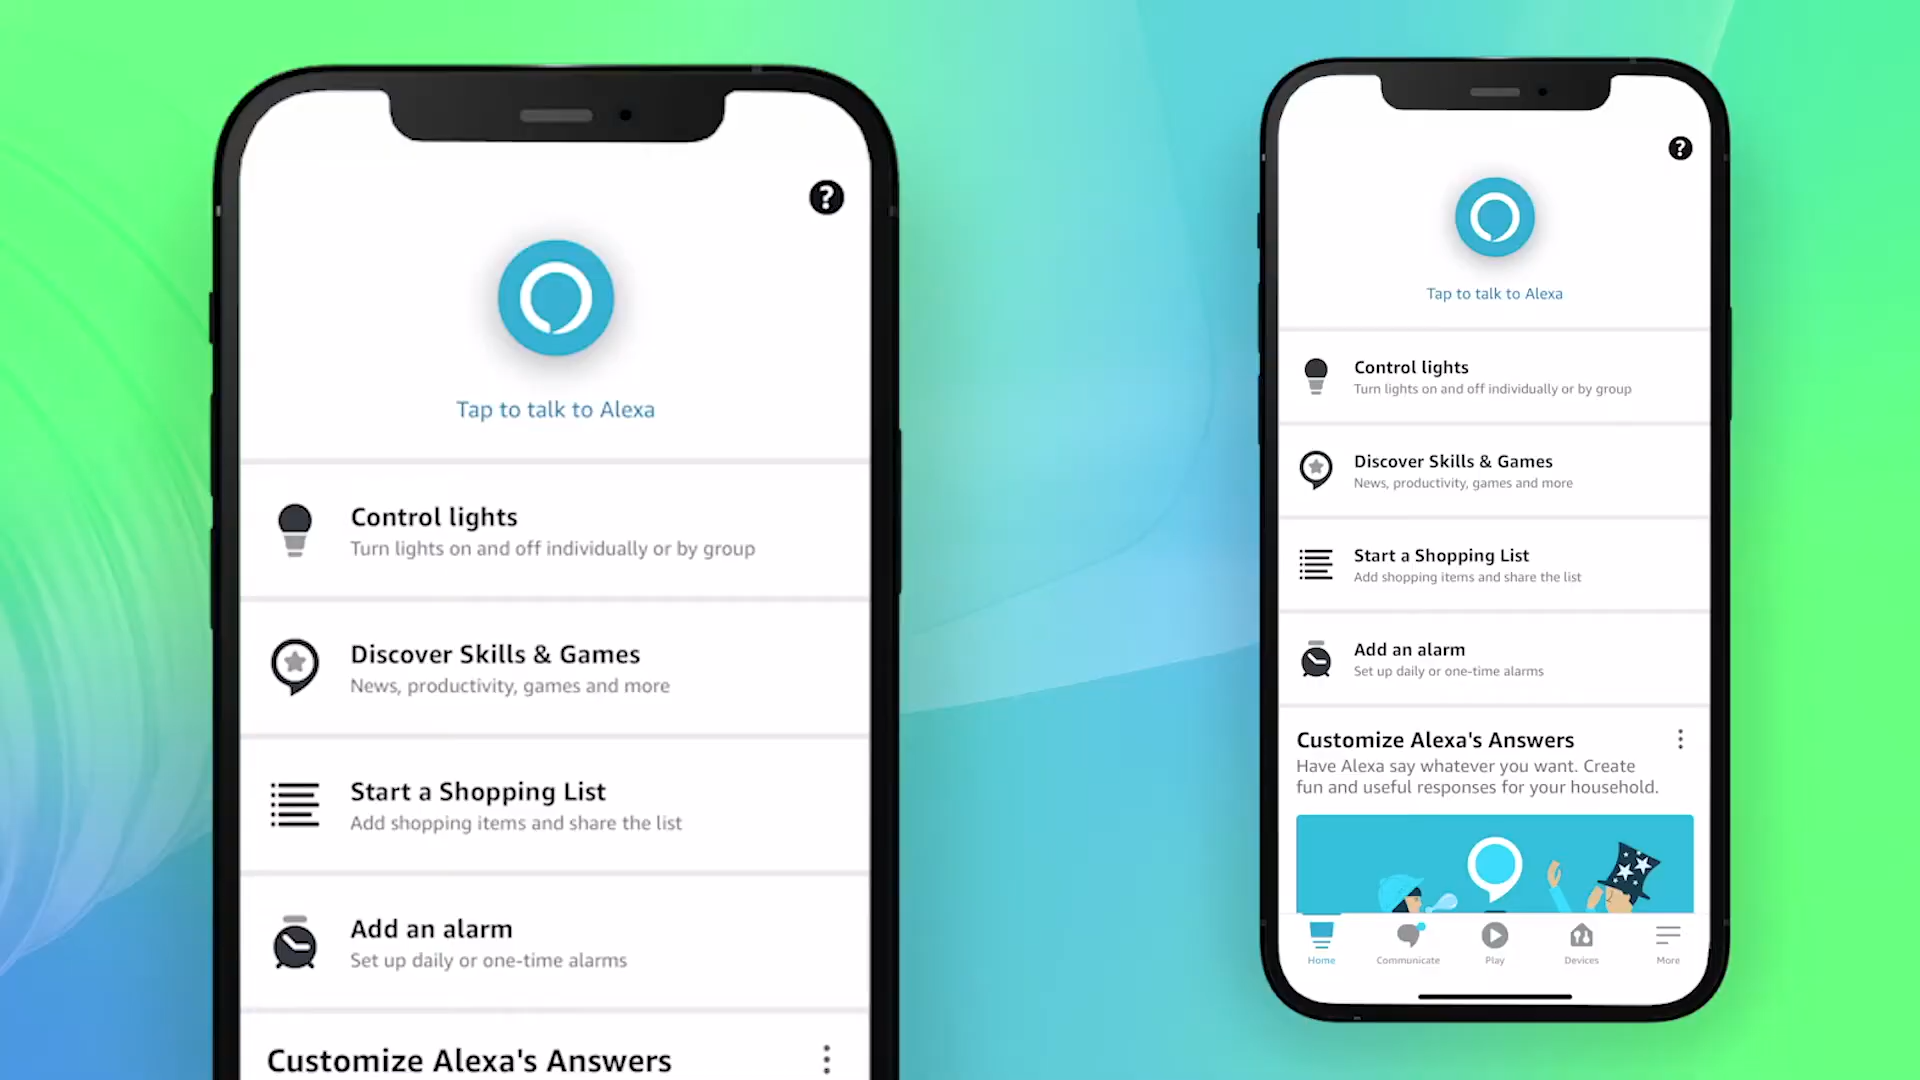 ?
Tap to talk to Alexa
Control lights
Turn lights on and off individually or by group
Discover Skills & Games
News, productivity, games and more
Start a Shopping List
Add shopping items and share the list
Add an alarm
Set up daily or one-time alarms
Customize Alexa's Answers
?
Tap to talk to Alexa
Control lights
Turn lights on and off individually or by group
Discover Skills & Games
News, productivity, games and more
Start a Shopping List
Add shopping items and share the list
Add an alarm
Set up daily or one-time alarms
Customize Alexa's Answers
Have Alexa say whatever you want. Create
fun and useful responses for your household.
Home Communicate Play Devices More